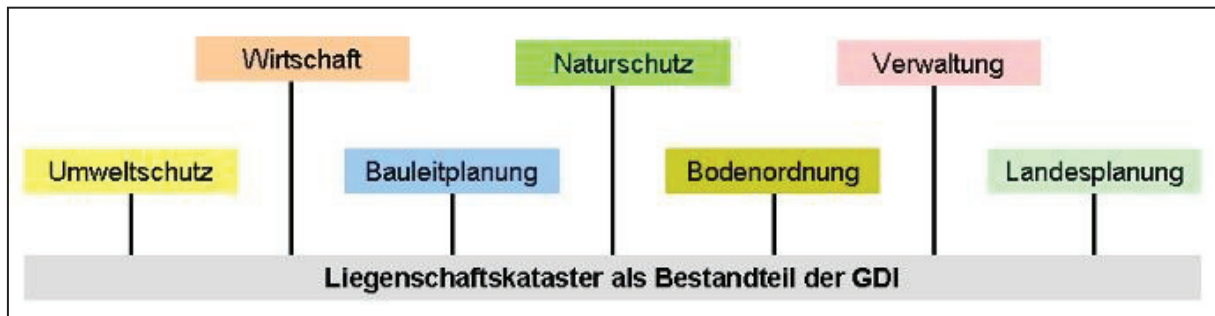 Wirtschaft
Naturschutz
Verwaltung
Umweltschutz
Bauleitplanung
Bodenordnung
Landesplanung
Liegenschaftskataster als Bestandteil der GDI